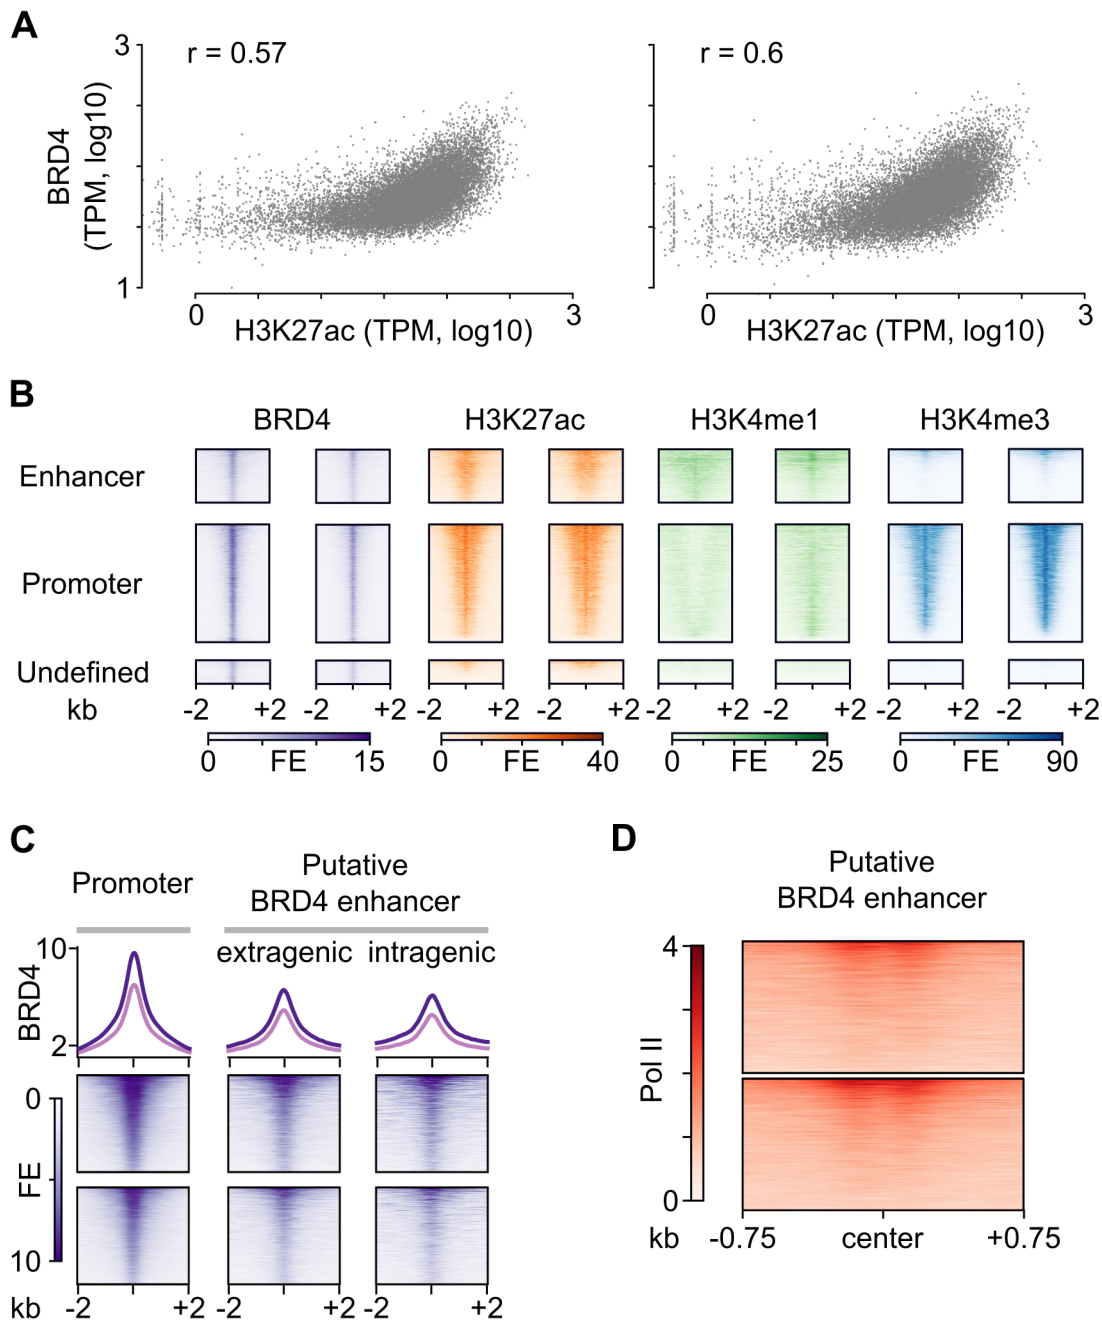 A
3
r = 0.57
r = 0.6
BRD4
(TPM, log10)
1
0
3
0
3
H3K27ac (TPM, log10)
H3K27ac (TPM, log10)
B
BRD4
H3K27ac
H3K4me1
H3K4me3
Enhancer
Promoter
Undefined
kb
-2
+2
-2
+2
-2
+2
-2
+2
-2
+2
-2
+2
-2
+2
-2
+2
0
FE
15
0
FE
40
0
FE
25
0
FE
90
C
Promoter
Putative
BRD4 enhancer
extragenic
intragenic
10
BRD4
2
0
FE
10
kb
-2
+2
-2
+2
-2
+2
D
Putative
BRD4 enhancer
4
Pol II
0
kb
-0.75
center
+0.75